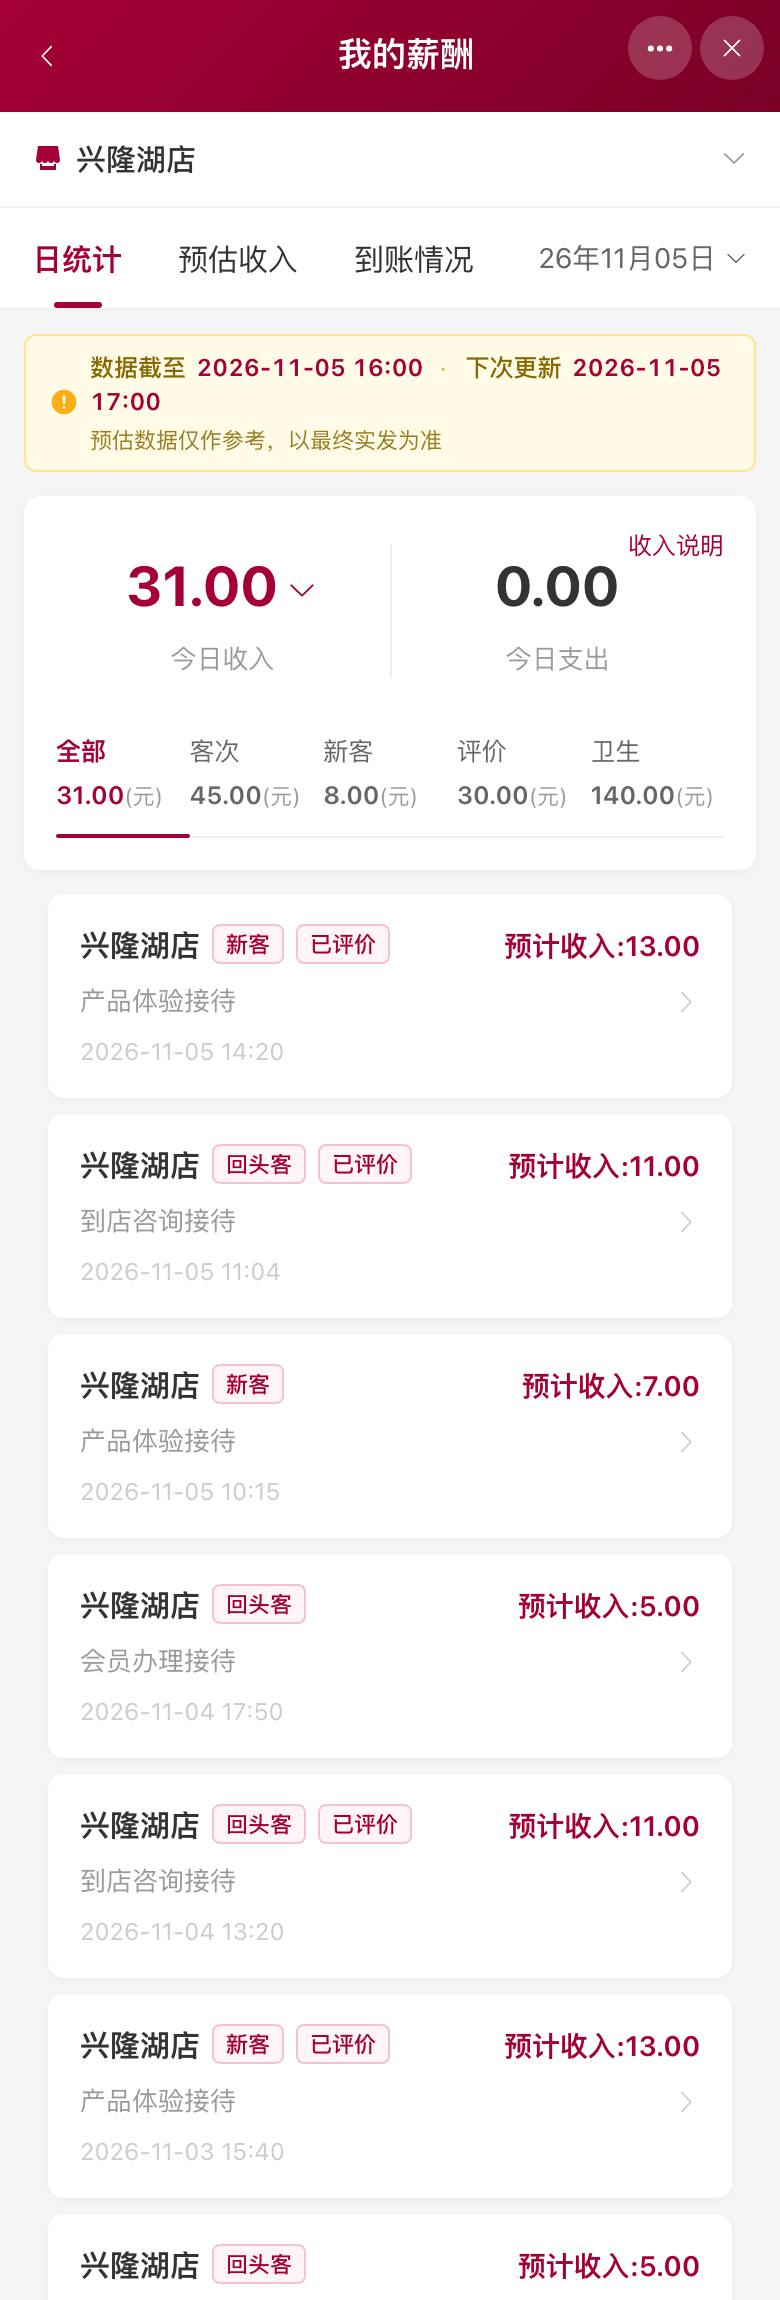 我的薪酬
兴隆湖店
日统计 预估收入 到账情况 26年11月05日
数据截至 2026-11-05 16:00 · 下次更新 2026-11-05
17:00
预估数据仅作参考，以最终实发为准
收入说明
31.00 0.00
今日收入 今日支出
全部 客次 新客 评价 卫生
31.00(元) 45.00(元) 8.00(元) 30.00(元) 140.00(元)
兴隆湖店 新客 已评价 预计收入:13.00
产品体验接待
2026-11-05 14:20
兴隆湖店 回头客 已评价 预计收入:11.00
到店咨询接待
2026-11-05 11:04
兴隆湖店 新客 预计收入:7.00
产品体验接待
2026-11-05 10:15
兴隆湖店 回头客 预计收入:5.00
会员办理接待
2026-11-04 17:50
兴隆湖店 回头客 已评价 预计收入:11.00
到店咨询接待
2026-11-04 13:20
兴隆湖店 新客 已评价 预计收入:13.00
产品体验接待
2026-11-03 15:40
兴隆湖店 回头客 预计收入:5.00